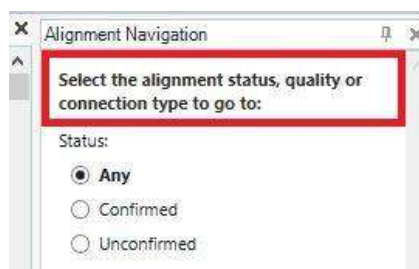 Alignment Navigation
Select the alignment status, quality or
connection type to go to:
Status:
Any
Confirmed
Unconfirmed